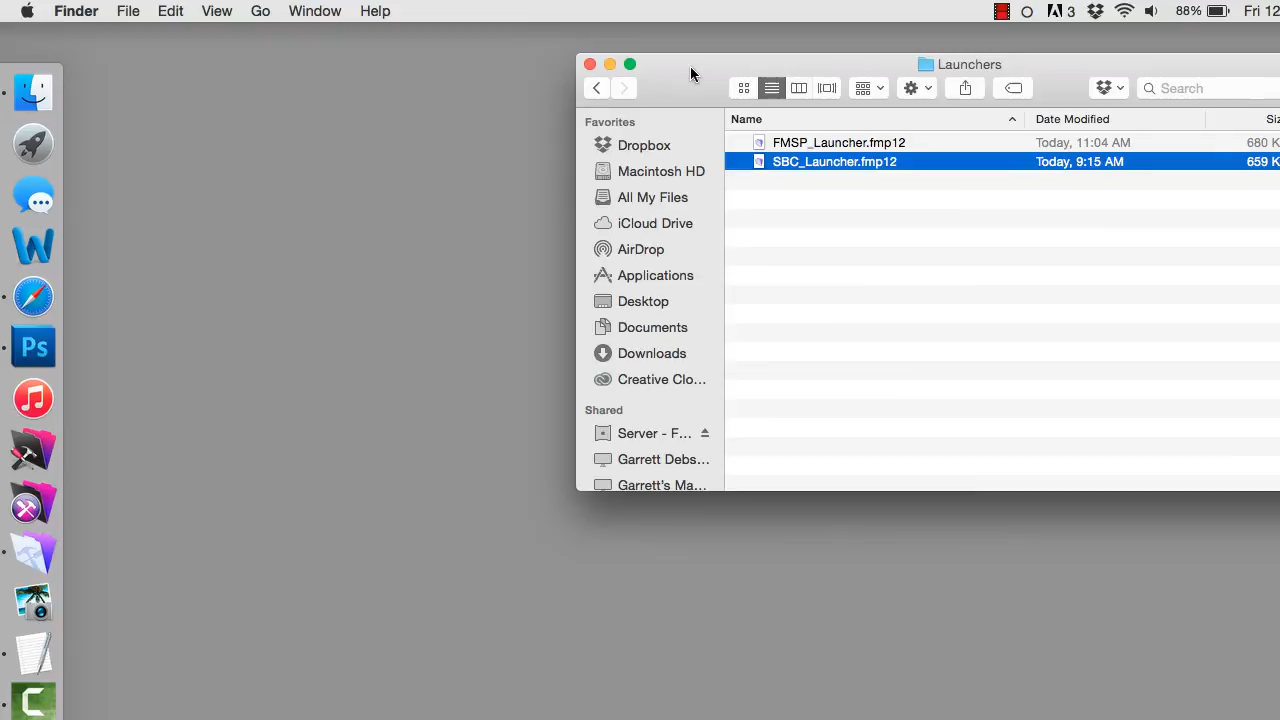 Finder File Edit View Go Window Help 3 88% Fri 12
Launchers
Search
Favorites
Dropbox
Macintosh HD
All My Files
iCloud Drive
AirDrop
Applications
Desktop
Documents
Downloads
Creative Clo...
Shared
Server - F...
Garrett Debs...
Garrett's Ma...
Name Date Modified Siz
FMSP_Launcher.fmp12 Today, 11:04 AM 680 K
SBC_Launcher.fmp12 Today, 9:15 AM 659 K
W
Ps
C